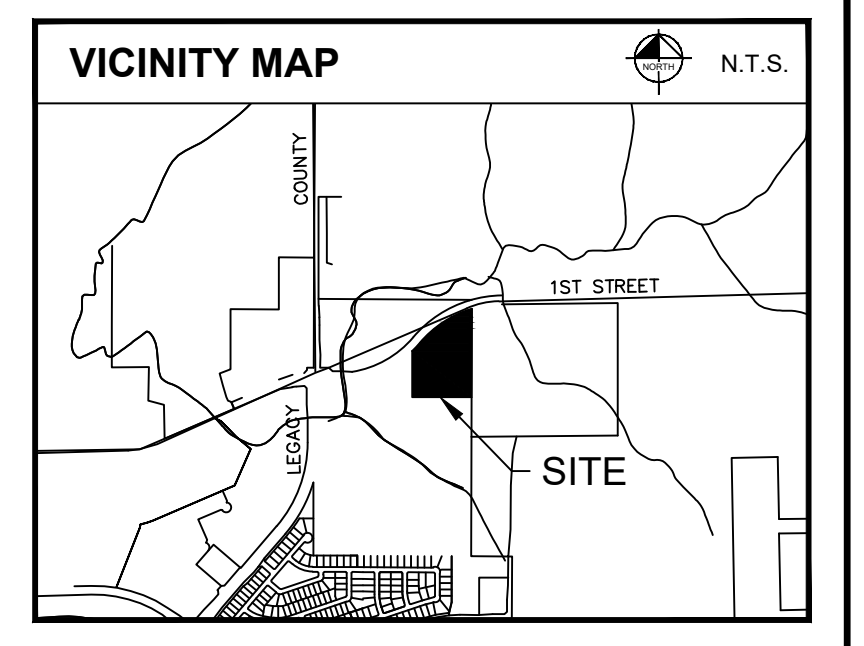 VICINITY MAP
NORTH
N.T.S.
COUNTY
1ST STREET
LEGACY
SITE